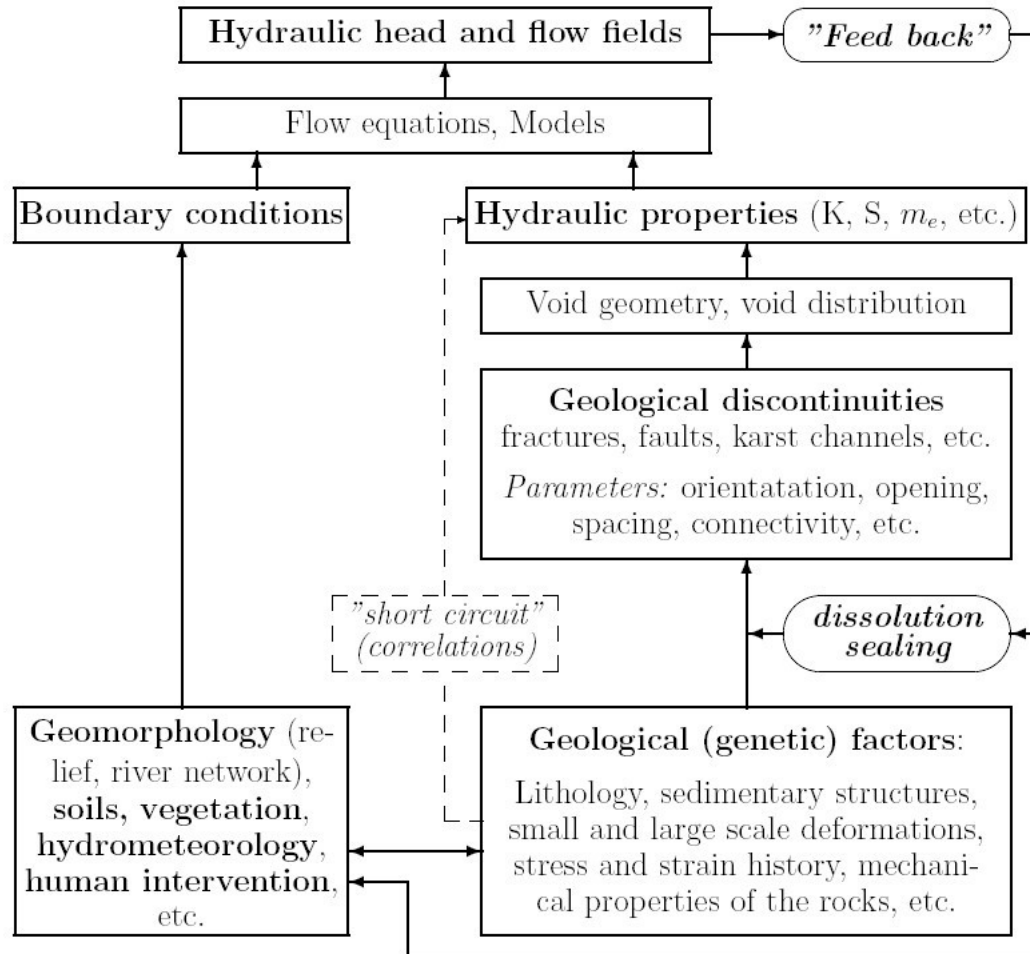 Hydraulic head and flow fields
"Feed back"
Flow equations, Models
Boundary conditions
Hydraulic properties (K, S, mₑ, etc.)
Void geometry, void distribution
Geological discontinuities
fractures, faults, karst channels, etc.
Parameters: orientatation, opening,
spacing, connectivity, etc.
"short circuit"
(correlations)
dissolution
sealing
Geomorphology (re-
lief, river network),
soils, vegetation,
hydrometeorology,
human intervention,
etc.
Geological (genetic) factors:
Lithology, sedimentary structures,
small and large scale deformations,
stress and strain history, mechani-
cal properties of the rocks, etc.